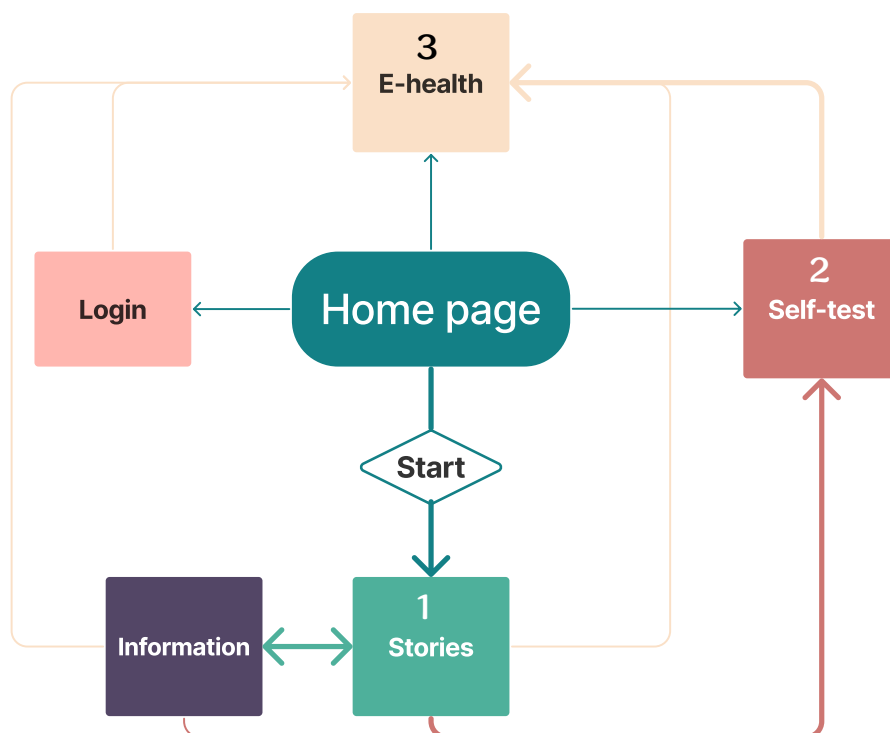 3
E-health
Login
Home page
2
Self-test
Start
Information
1
Stories